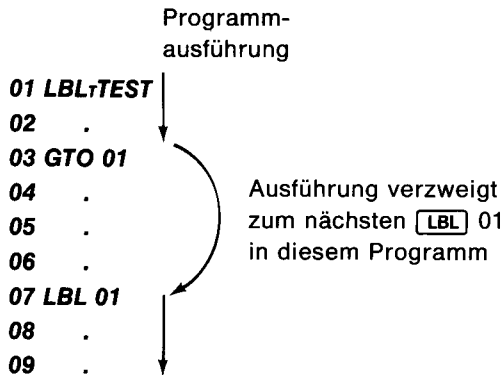 Programm-
ausführung
01 LBLTTEST
02 .
03 GTO 01
04 .
05 .
06 .
07 LBL 01
08 .
09 .
Ausführung verzweigt
zum nächsten LBL 01
in diesem Programm